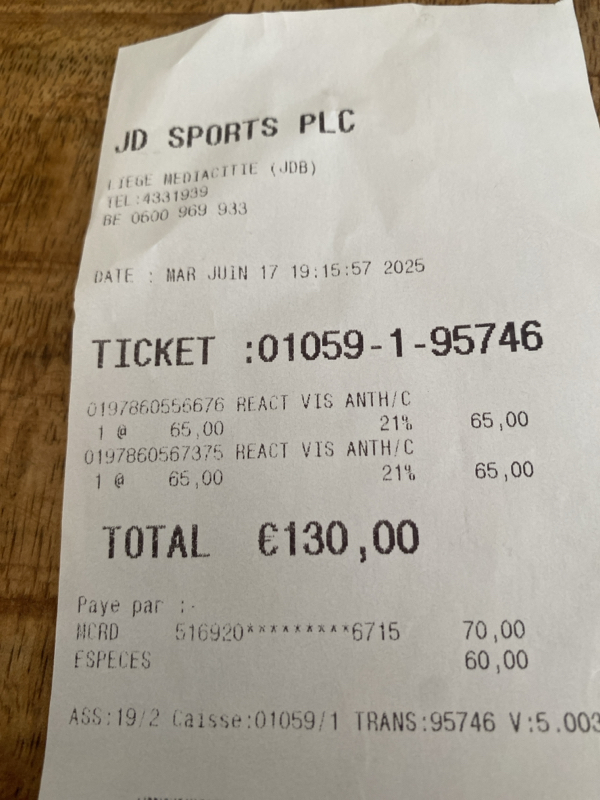 JD SPORTS PLC
LIEGE MEDIACITIE (JDB)
TEL:4331939
BE 0600 969 933
DATE : MAR JUIN 17 19:15:57 2025
TICKET :01059-1-95746
0197860556676 REACT VIS ANTH/C
1 @ 65,00 21% 65,00
0197860567375 REACT VIS ANTH/C
1 @ 65,00 21% 65,00
TOTAL €130,00
Paye par :-
MCRD 516920*********6715 70,00
ESPECES 60,00
ASS:19/2 Caisse:01059/1 TRANS:95746 V:5.003